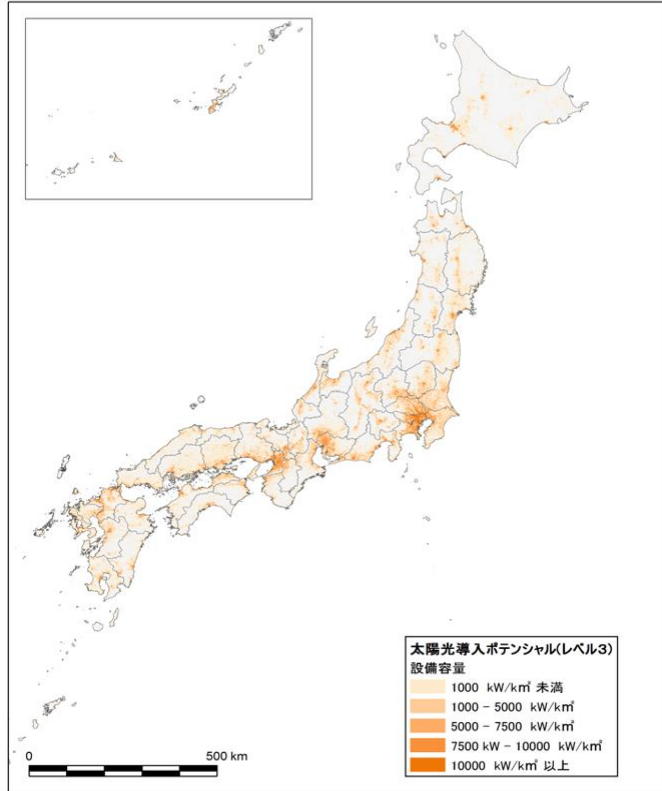 太陽光導入ポテンシャル(レベル3)
設備容量
1000 kW/k㎡ 未満
1000 - 5000 kW/k㎡
5000 - 7500 kW/k㎡
7500 kW - 10000 kW/k㎡
10000 kW/k㎡ 以上
0 500 km